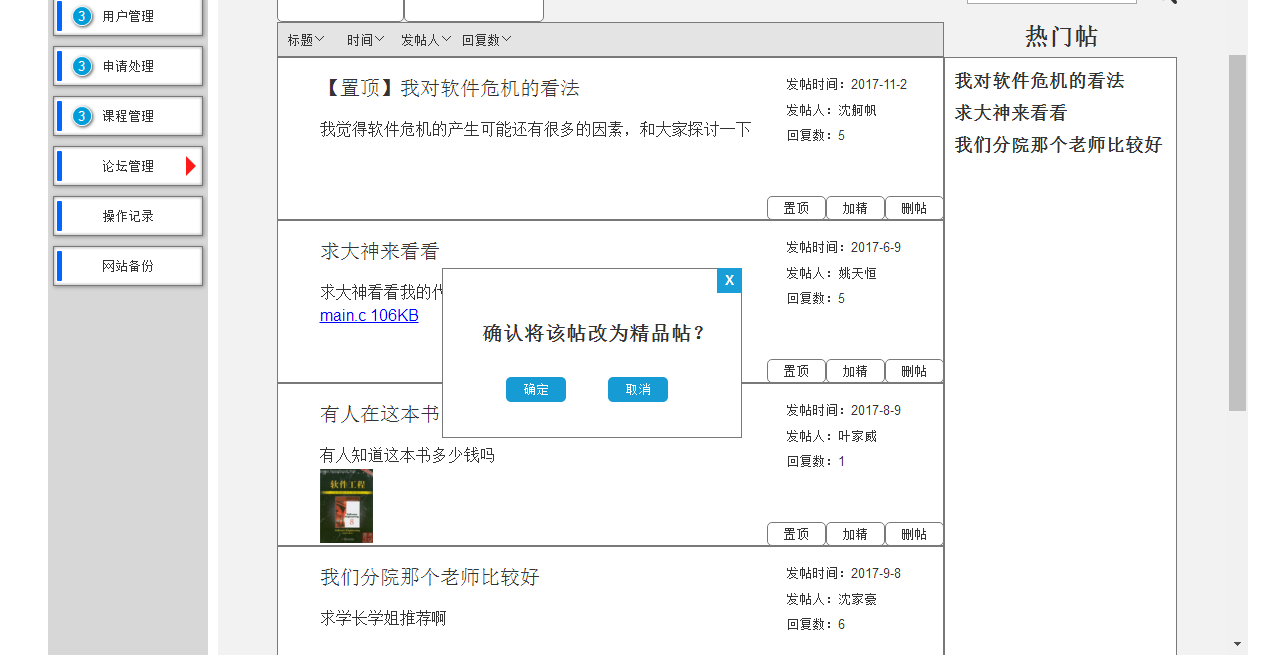 3 用户管理
3 申请处理
3 课程管理
论坛管理
操作记录
网站备份
标题 时间 发帖人 回复数
【置顶】我对软件危机的看法
我觉得软件危机的产生可能还有很多的因素，和大家探讨一下
发帖时间：2017-11-2
发帖人：沈舸帆
回复数：5
置顶 加精 删帖
求大神来看看
求大神看看我的代
main.c 106KB
发帖时间：2017-6-9
发帖人：姚天恒
回复数：5
置顶 加精 删帖
X
确认将该帖改为精品帖？
确定 取消
有人在这本书
有人知道这本书多少钱吗
软件工程
8
发帖时间：2017-8-9
发帖人：叶家威
回复数：1
置顶 加精 删帖
我们分院那个老师比较好
求学长学姐推荐啊
发帖时间：2017-9-8
发帖人：沈家豪
回复数：6
热门帖
我对软件危机的看法
求大神来看看
我们分院那个老师比较好